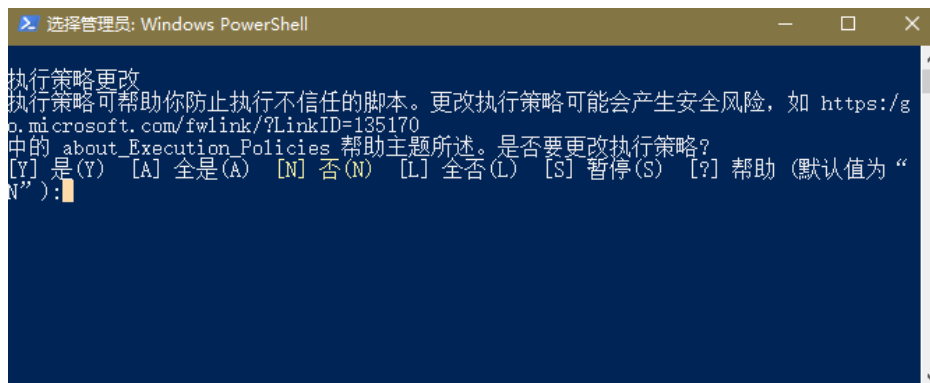 选择管理员: Windows PowerShell
执行策略更改
执行策略可帮助你防止执行不信任的脚本。更改执行策略可能会产生安全风险，如 https:/g
o.microsoft.com/fwlink/?LinkID=135170
中的 about_Execution_Policies 帮助主题所述。是否要更改执行策略?
[Y] 是(Y)  [A] 全是(A)  [N] 否(N)  [L] 全否(L)  [S] 暂停(S)  [?] 帮助 (默认值为“
N”):